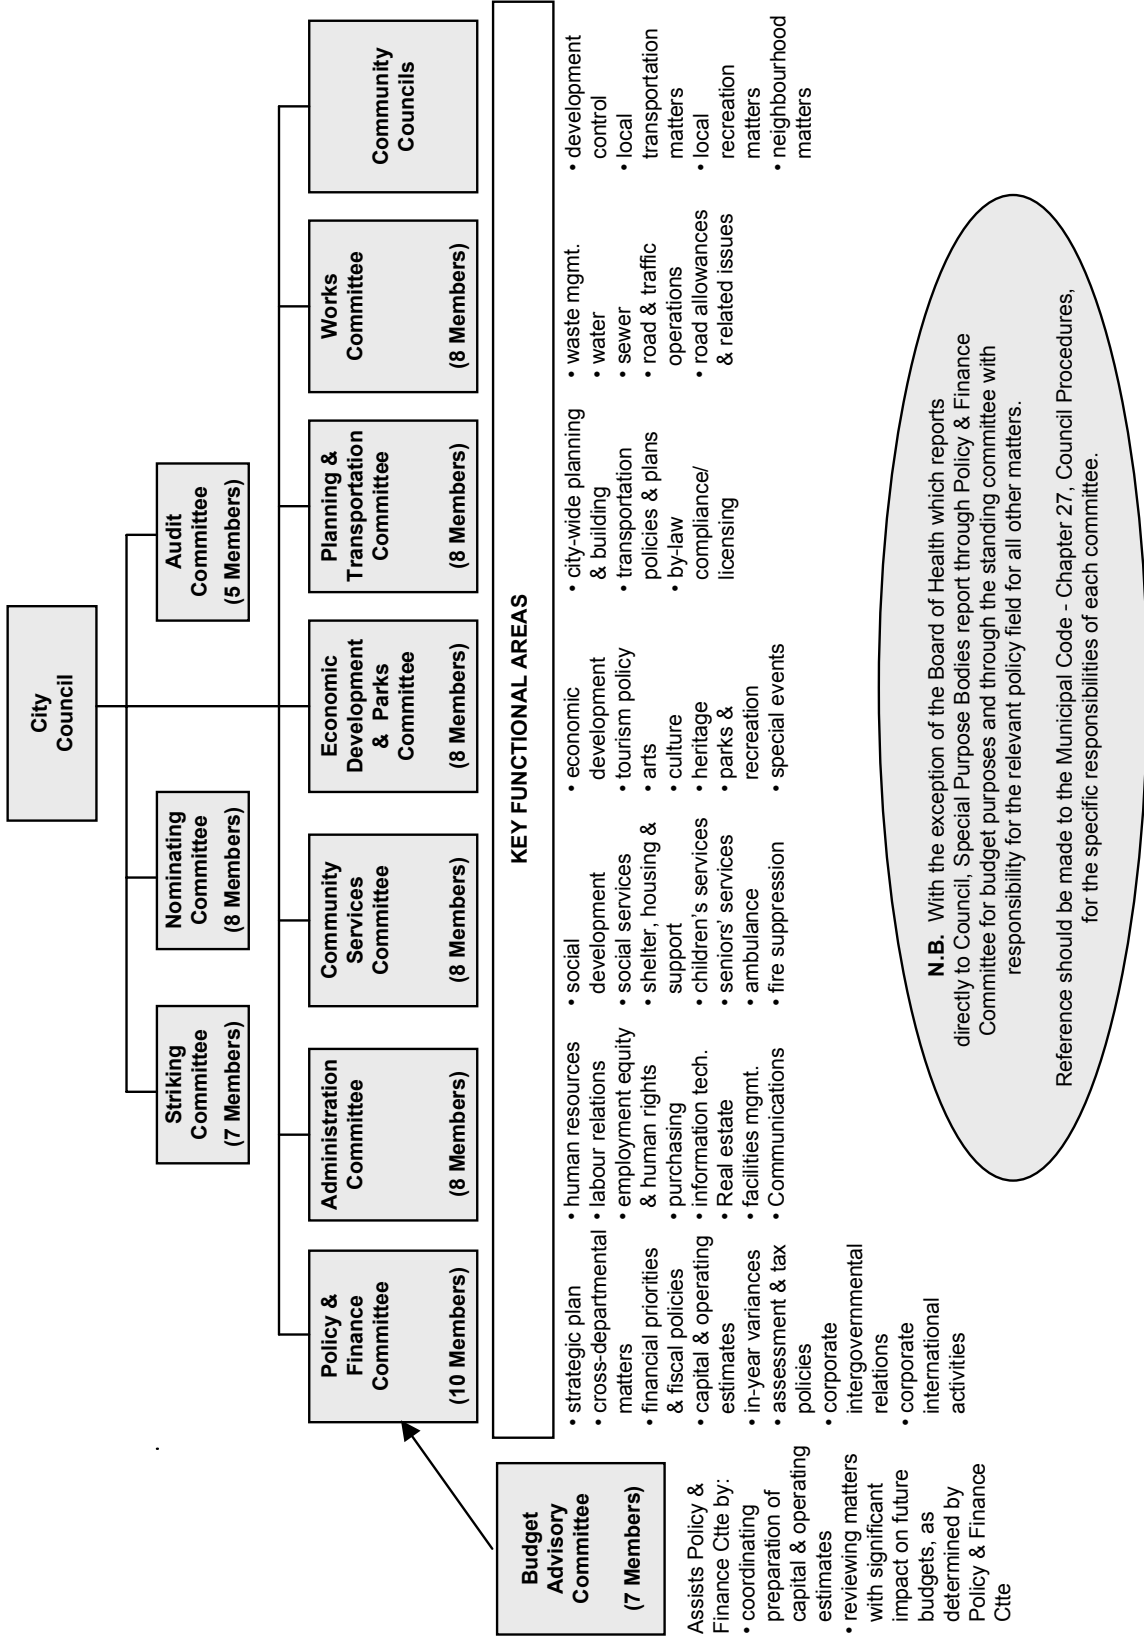 City
Council
Striking
Committee
(7 Members)
Nominating
Committee
(8 Members)
Audit
Committee
(5 Members)
Policy &
Finance
Committee
(10 Members)
Administration
Committee
(8 Members)
Community
Services
Committee
(8 Members)
Economic
Development
& Parks
Committee
(8 Members)
Planning &
Transportation
Committee
(8 Members)
Works
Committee
(8 Members)
Community
Councils
Budget
Advisory
Committee
(7 Members)
KEY FUNCTIONAL AREAS
Assists Policy &
Finance Ctte by:
• coordinating
preparation of
capital & operating
estimates
• reviewing matters
with significant
impact on future
budgets, as
determined by
Policy & Finance
Ctte
• strategic plan
• cross-departmental
matters
• financial priorities
& fiscal policies
• capital & operating
estimates
• in-year variances
• assessment & tax
policies
• corporate
intergovernmental
relations
• corporate
international
activities
• human resources
• labour relations
• employment equity
& human rights
• purchasing
• information tech.
• Real estate
• facilities mgmt.
• Communications
• social
development
• social services
• shelter, housing &
support
• children's services
• seniors' services
• ambulance
• fire suppression
• economic
development
• tourism policy
• arts
• culture
• heritage
• parks &
recreation
• special events
• city-wide planning
& building
• transportation
policies & plans
• by-law
compliance/
licensing
• waste mgmt.
• water
• sewer
• road & traffic
operations
• road allowances
& related issues
• development
control
• local
transportation
matters
• local
recreation
matters
• neighbourhood
matters
N.B. With the exception of the Board of Health which reports
directly to Council, Special Purpose Bodies report through Policy & Finance
Committee for budget purposes and through the standing committee with
responsibility for the relevant policy field for all other matters.
Reference should be made to the Municipal Code - Chapter 27, Council Procedures,
for the specific responsibilities of each committee.